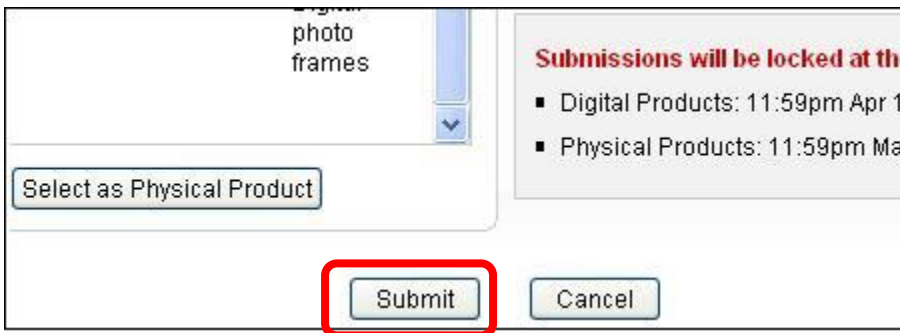 photo
frames
Select as Physical Product
Submissions will be locked at th
Digital Products: 11:59pm Apr 1
Physical Products: 11:59pm Ma
Submit
Cancel